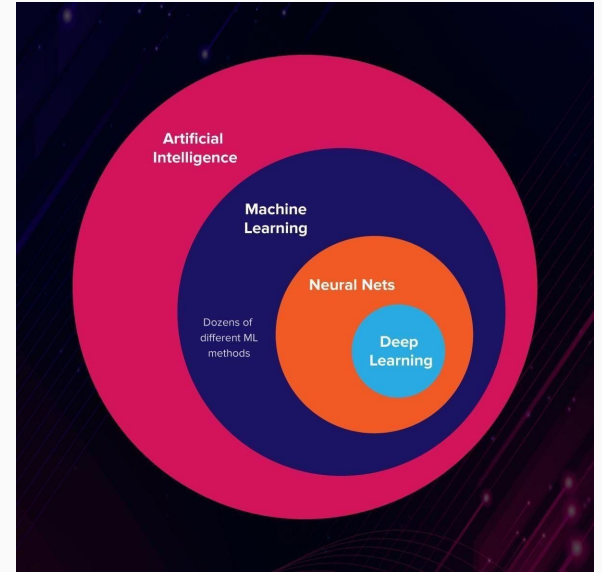 Artificial
Intelligence
Machine
Learning
Neural Nets
Dozens of
different ML
methods
Deep
Learning